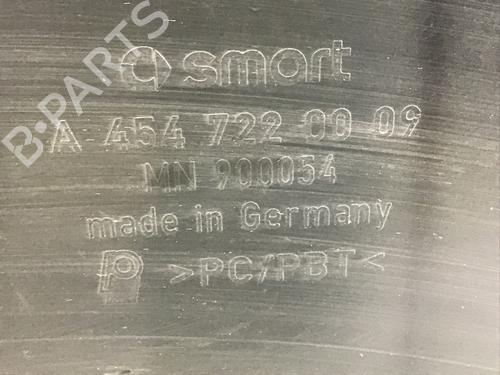 B-PARTS
smart
A 454 722 00 09
MN 900054
made in Germany
>PC/PBT<